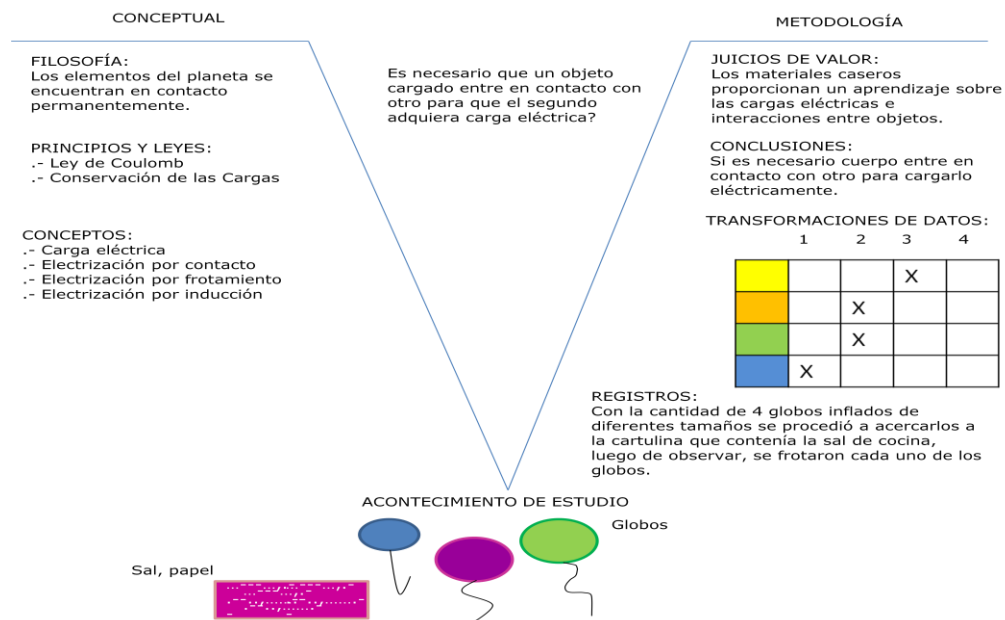 CONCEPTUAL
FILOSOFÍA:
Los elementos del planeta se
encuentran en contacto
permanentemente.
PRINCIPIOS Y LEYES:
.- Ley de Coulomb
.- Conservación de las Cargas
CONCEPTOS:
.- Carga eléctrica
.- Electrización por contacto
.- Electrización por frotamiento
.- Electrización por inducción
Es necesario que un objeto
cargado entre en contacto con
otro para que el segundo
adquiera carga eléctrica?
METODOLOGÍA
JUICIOS DE VALOR:
Los materiales caseros
proporcionan un aprendizaje sobre
las cargas eléctricas e
interacciones entre objetos.
CONCLUSIONES:
Si es necesario cuerpo entre en
contacto con otro para cargarlo
eléctricamente.
TRANSFORMACIONES DE DATOS:
1 2 3 4
X
X
X
X
REGISTROS:
Con la cantidad de 4 globos inflados de
diferentes tamaños se procedió a acercarlos a
la cartulina que contenía la sal de cocina,
luego de observar, se frotaron cada uno de los
globos.
ACONTECIMIENTO DE ESTUDIO
Globos
Sal, papel